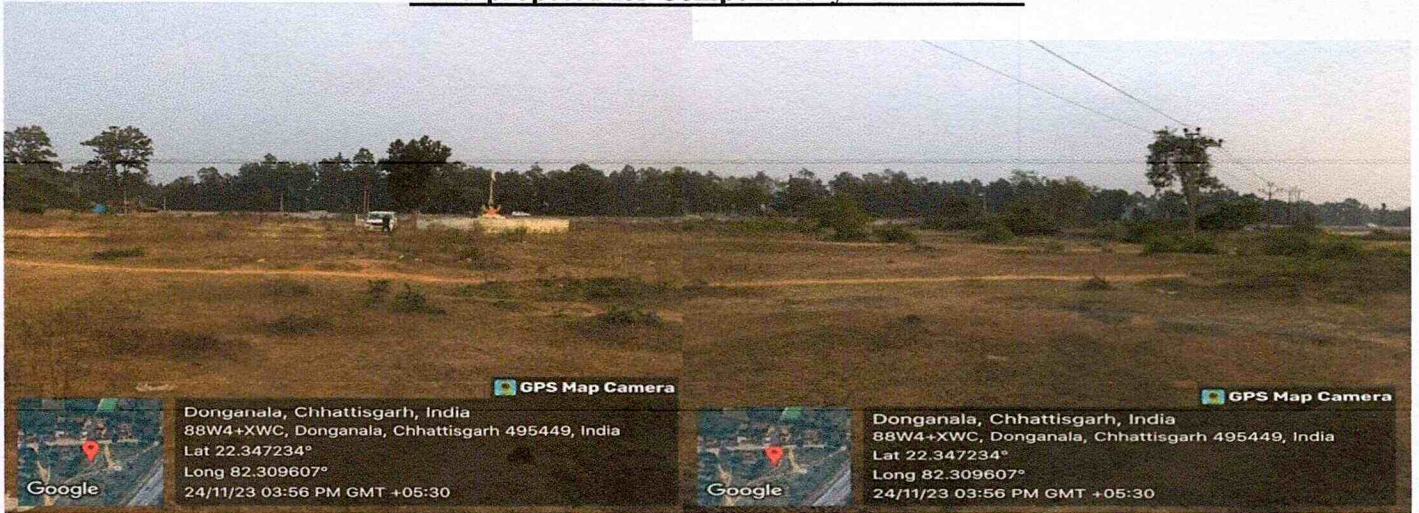 GPS Map Camera
Donganala, Chhattisgarh, India
88W4+XWC, Donganala, Chhattisgarh 495449, India
Lat 22.347234°
Long 82.309607°
24/11/23 03:56 PM GMT +05:30
Google
GPS Map Camera
Donganala, Chhattisgarh, India
88W4+XWC, Donganala, Chhattisgarh 495449, India
Lat 22.347234°
Long 82.309607°
24/11/23 03:56 PM GMT +05:30
Google